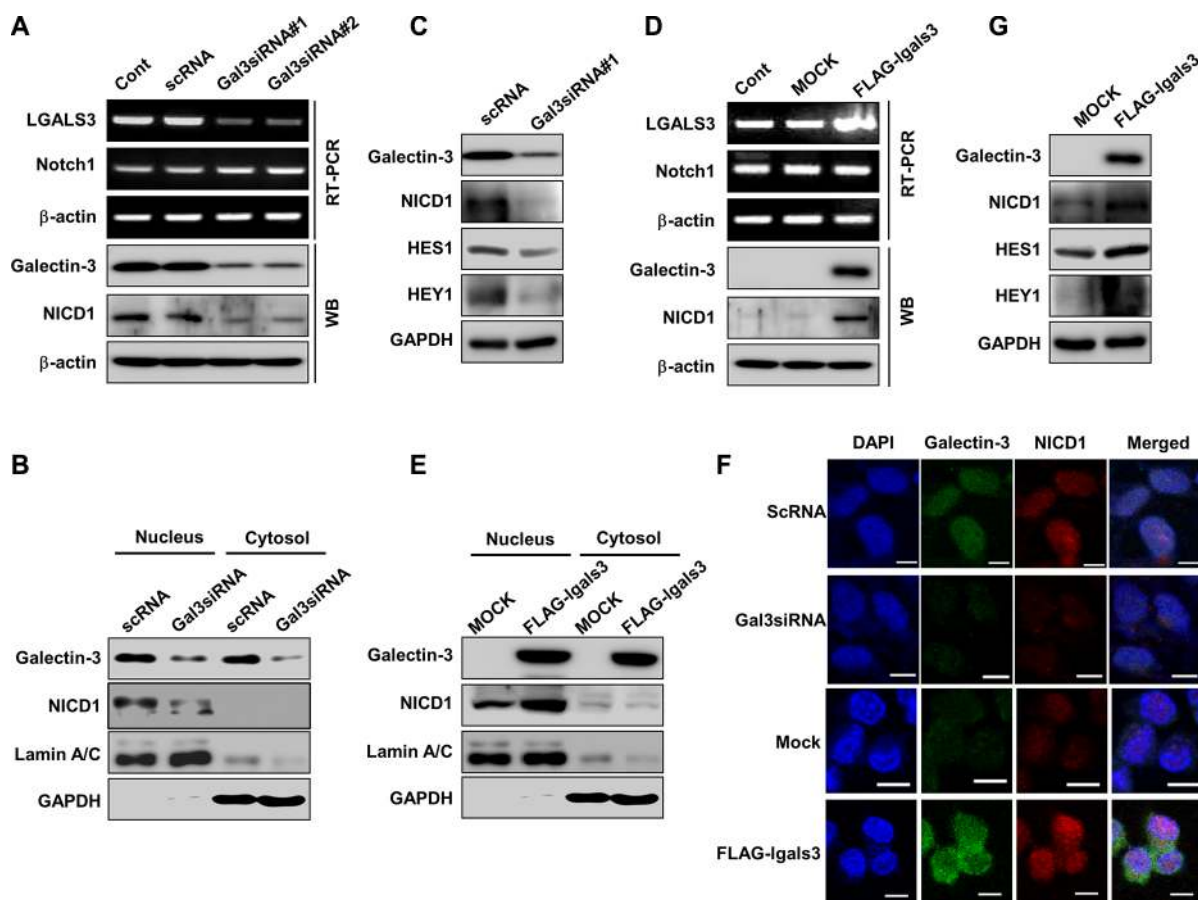 A
Cont
scRNA
Gal3siRNA#1
Gal3siRNA#2
LGALS3
Notch1
β-actin
RT-PCR
Galectin-3
NICD1
β-actin
WB
C
scRNA
Gal3siRNA#1
Galectin-3
NICD1
HES1
HEY1
GAPDH
D
Cont
MOCK
FLAG-lgals3
LGALS3
Notch1
β-actin
RT-PCR
Galectin-3
NICD1
β-actin
WB
G
MOCK
FLAG-lgals3
Galectin-3
NICD1
HES1
HEY1
GAPDH
B
Nucleus Cytosol
scRNA
Gal3siRNA
scRNA
Gal3siRNA
Galectin-3
NICD1
Lamin A/C
GAPDH
E
Nucleus Cytosol
MOCK
FLAG-lgals3
MOCK
FLAG-lgals3
Galectin-3
NICD1
Lamin A/C
GAPDH
F
DAPI Galectin-3 NICD1 Merged
ScRNA
Gal3siRNA
Mock
FLAG-lgals3